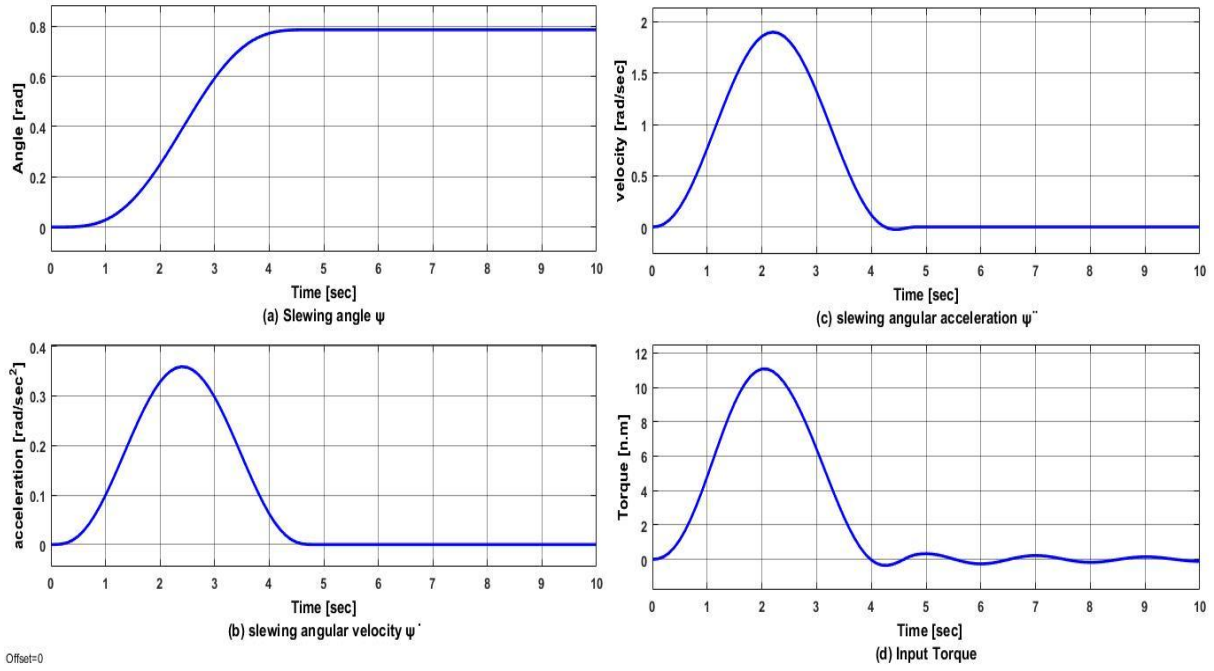 Angle [rad]
0.8
0.6
0.4
0.2
0
0 1 2 3 4 5 6 7 8 9 10
Time [sec]
(a) Slewing angle ψ
velocity [rad/sec]
2
1.5
1
0.5
0
0 1 2 3 4 5 6 7 8 9 10
Time [sec]
(c) slewing angular acceleration ψ¨
acceleration [rad/sec²]
0.4
0.3
0.2
0.1
0
0 1 2 3 4 5 6 7 8 9 10
Time [sec]
(b) slewing angular velocity ψ˙
Torque [n.m]
12
10
8
6
4
2
0
0 1 2 3 4 5 6 7 8 9 10
Time [sec]
(d) Input Torque
Offset=0